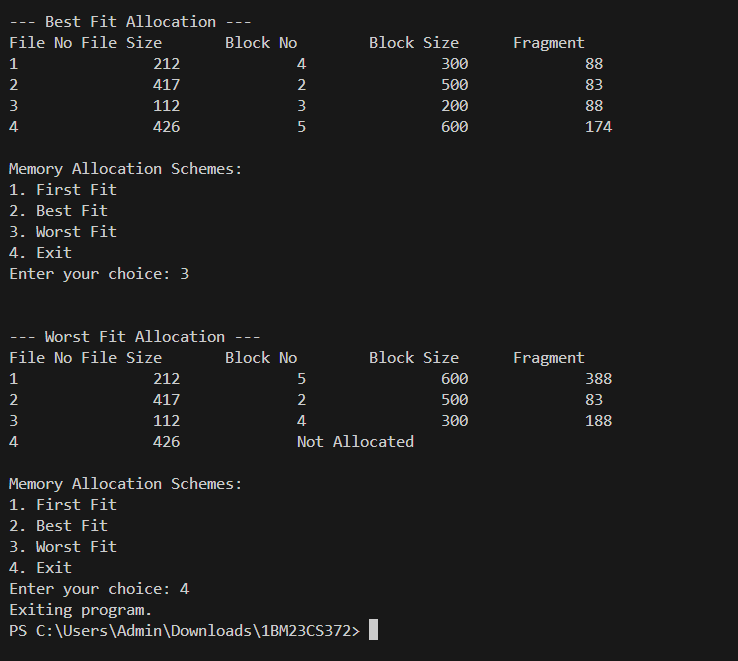 --- Best Fit Allocation ---
File No File Size       Block No        Block Size      Fragment
1               212             4               300             88
2               417             2               500             83
3               112             3               200             88
4               426             5               600             174

Memory Allocation Schemes:
1. First Fit
2. Best Fit
3. Worst Fit
4. Exit
Enter your choice: 3


--- Worst Fit Allocation ---
File No File Size       Block No        Block Size      Fragment
1               212             5               600             388
2               417             2               500             83
3               112             4               300             188
4               426             Not Allocated

Memory Allocation Schemes:
1. First Fit
2. Best Fit
3. Worst Fit
4. Exit
Enter your choice: 4
Exiting program.
PS C:\Users\Admin\Downloads\1BM23CS372>